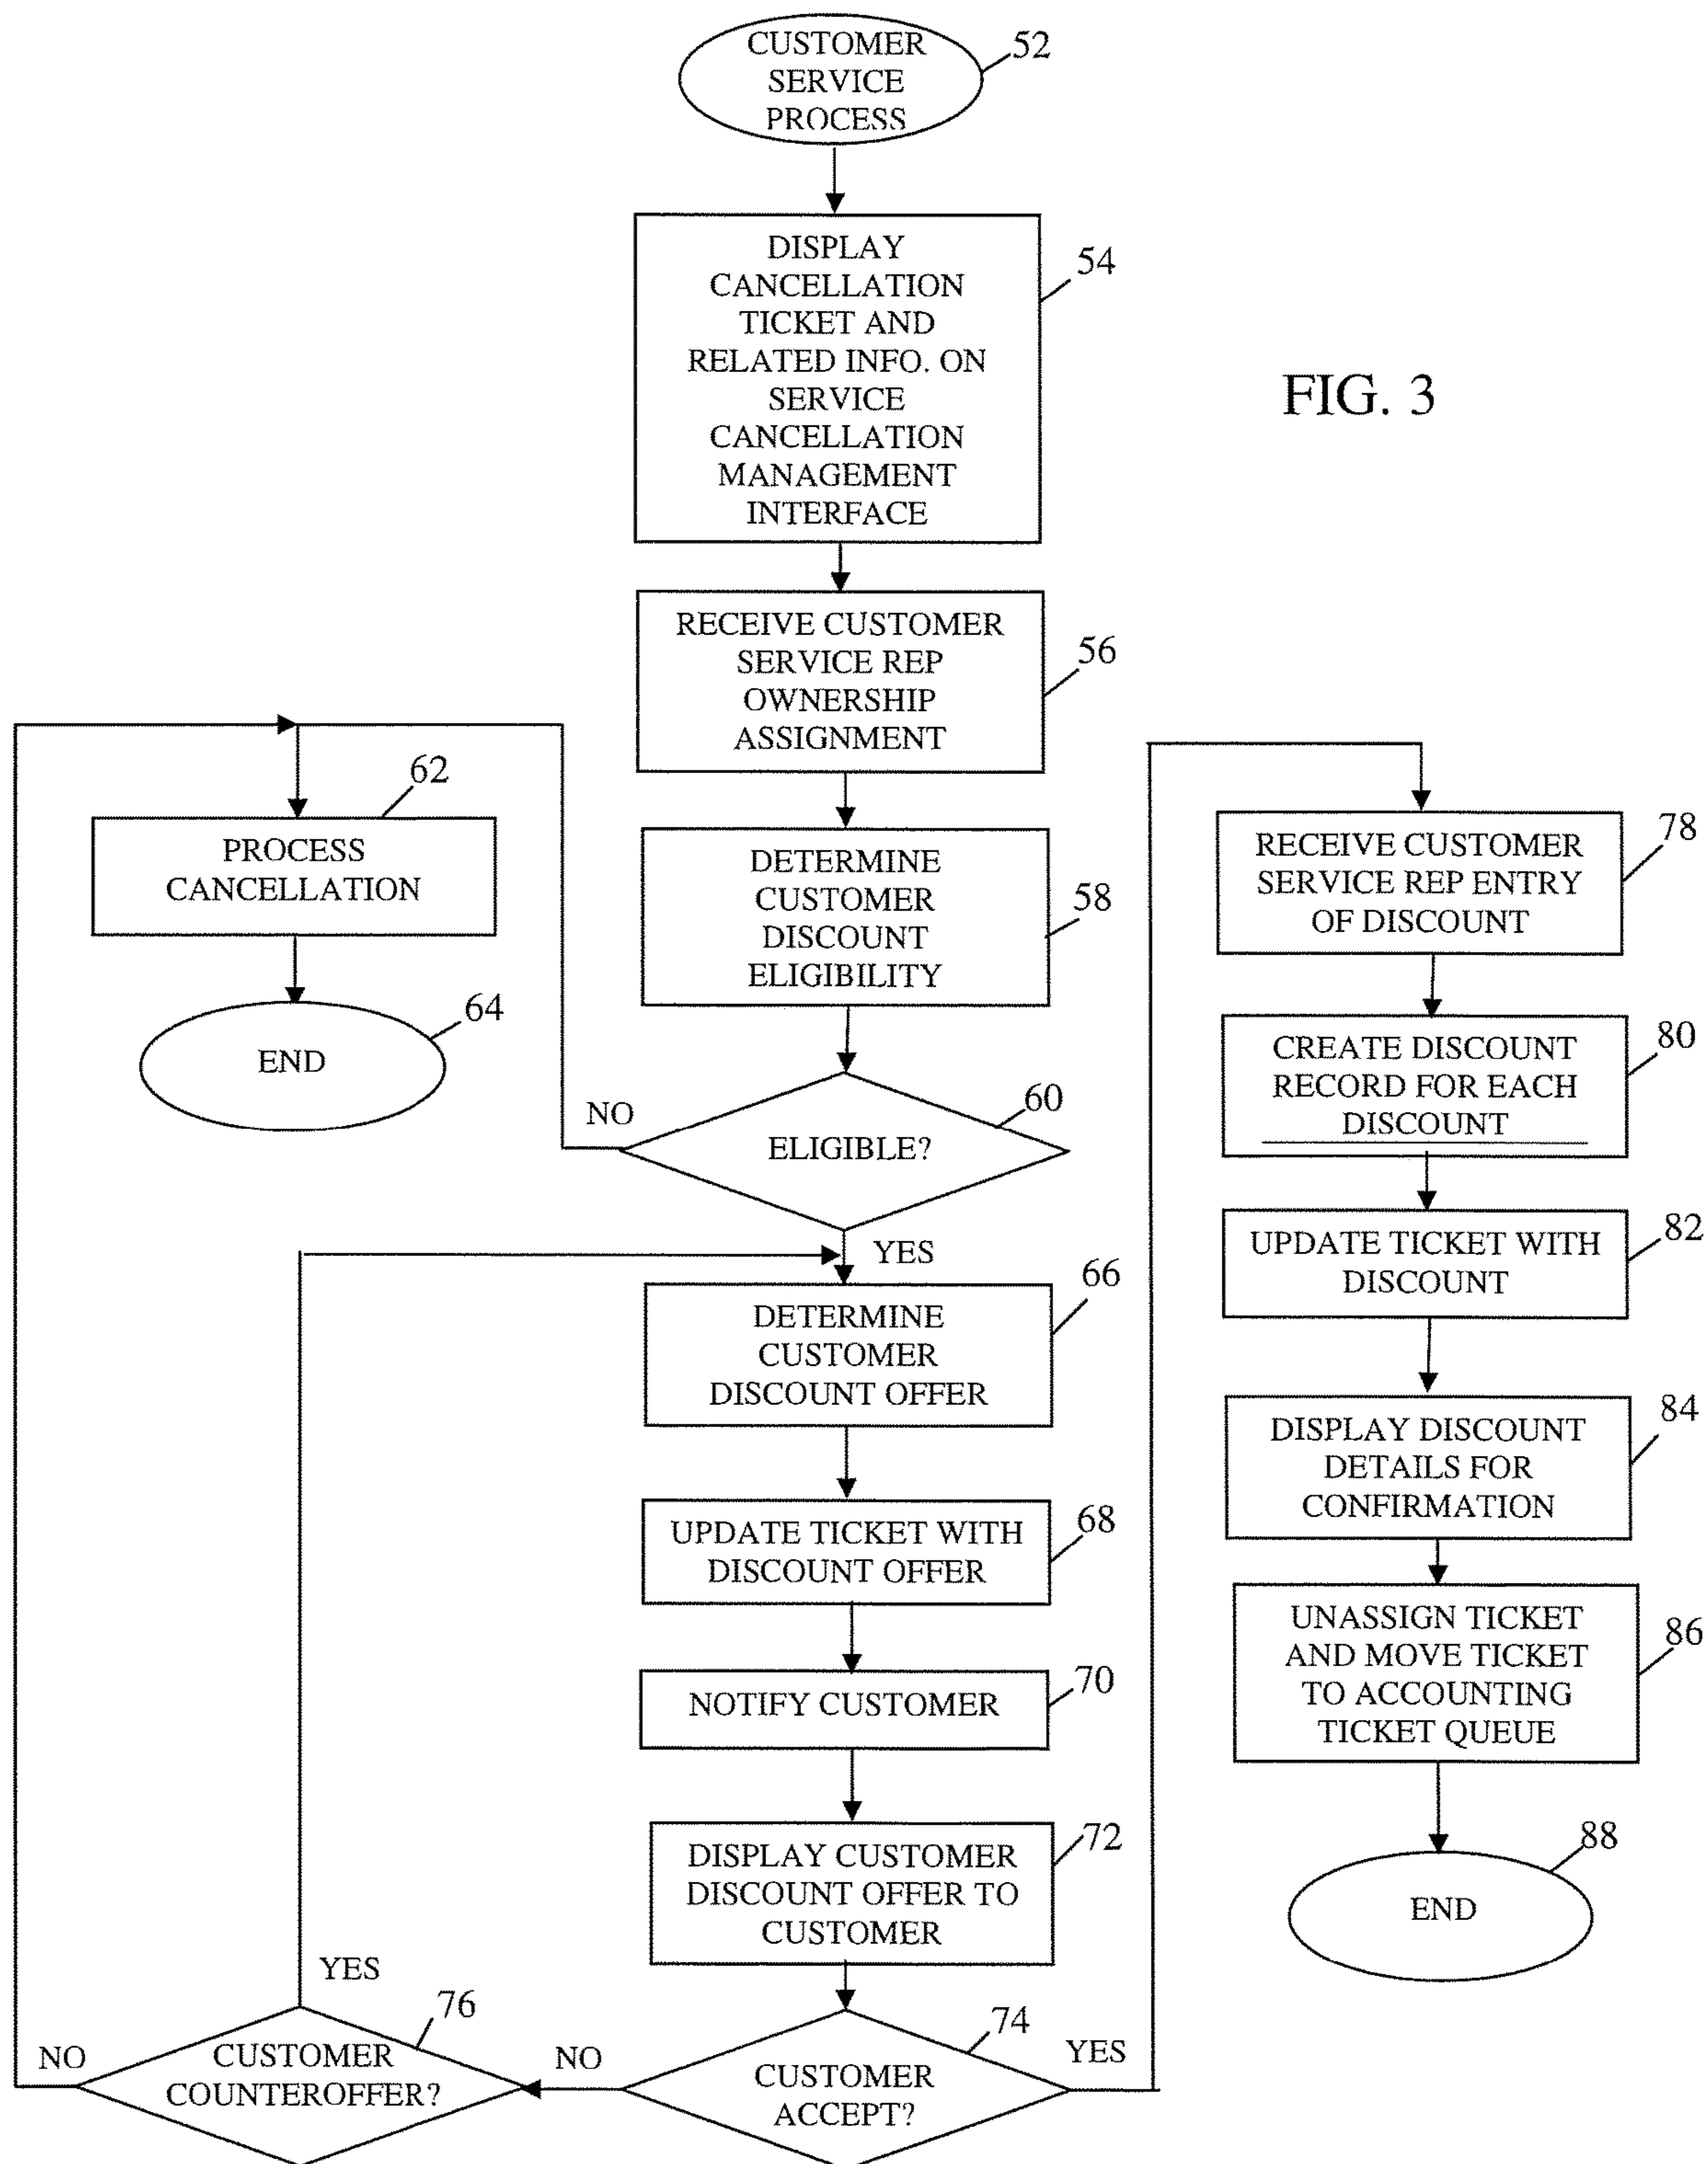 CUSTOMER
SERVICE
PROCESS
52
DISPLAY
CANCELLATION
TICKET AND
RELATED INFO. ON
SERVICE
CANCELLATION
MANAGEMENT
INTERFACE
54
FIG. 3
RECEIVE CUSTOMER
SERVICE REP
OWNERSHIP
ASSIGNMENT
56
62
PROCESS
CANCELLATION
64
END
DETERMINE
CUSTOMER
DISCOUNT
ELIGIBILITY
58
NO
60
ELIGIBLE?
YES
66
DETERMINE
CUSTOMER
DISCOUNT OFFER
UPDATE TICKET WITH
DISCOUNT OFFER
68
NOTIFY CUSTOMER
70
DISPLAY CUSTOMER
DISCOUNT OFFER TO
CUSTOMER
72
74
CUSTOMER
ACCEPT?
YES
NO
76
CUSTOMER
COUNTEROFFER?
YES
NO
78
RECEIVE CUSTOMER
SERVICE REP ENTRY
OF DISCOUNT
80
CREATE DISCOUNT
RECORD FOR EACH
DISCOUNT
82
UPDATE TICKET WITH
DISCOUNT
84
DISPLAY DISCOUNT
DETAILS FOR
CONFIRMATION
UNASSIGN TICKET
AND MOVE TICKET
TO ACCOUNTING
TICKET QUEUE
86
88
END